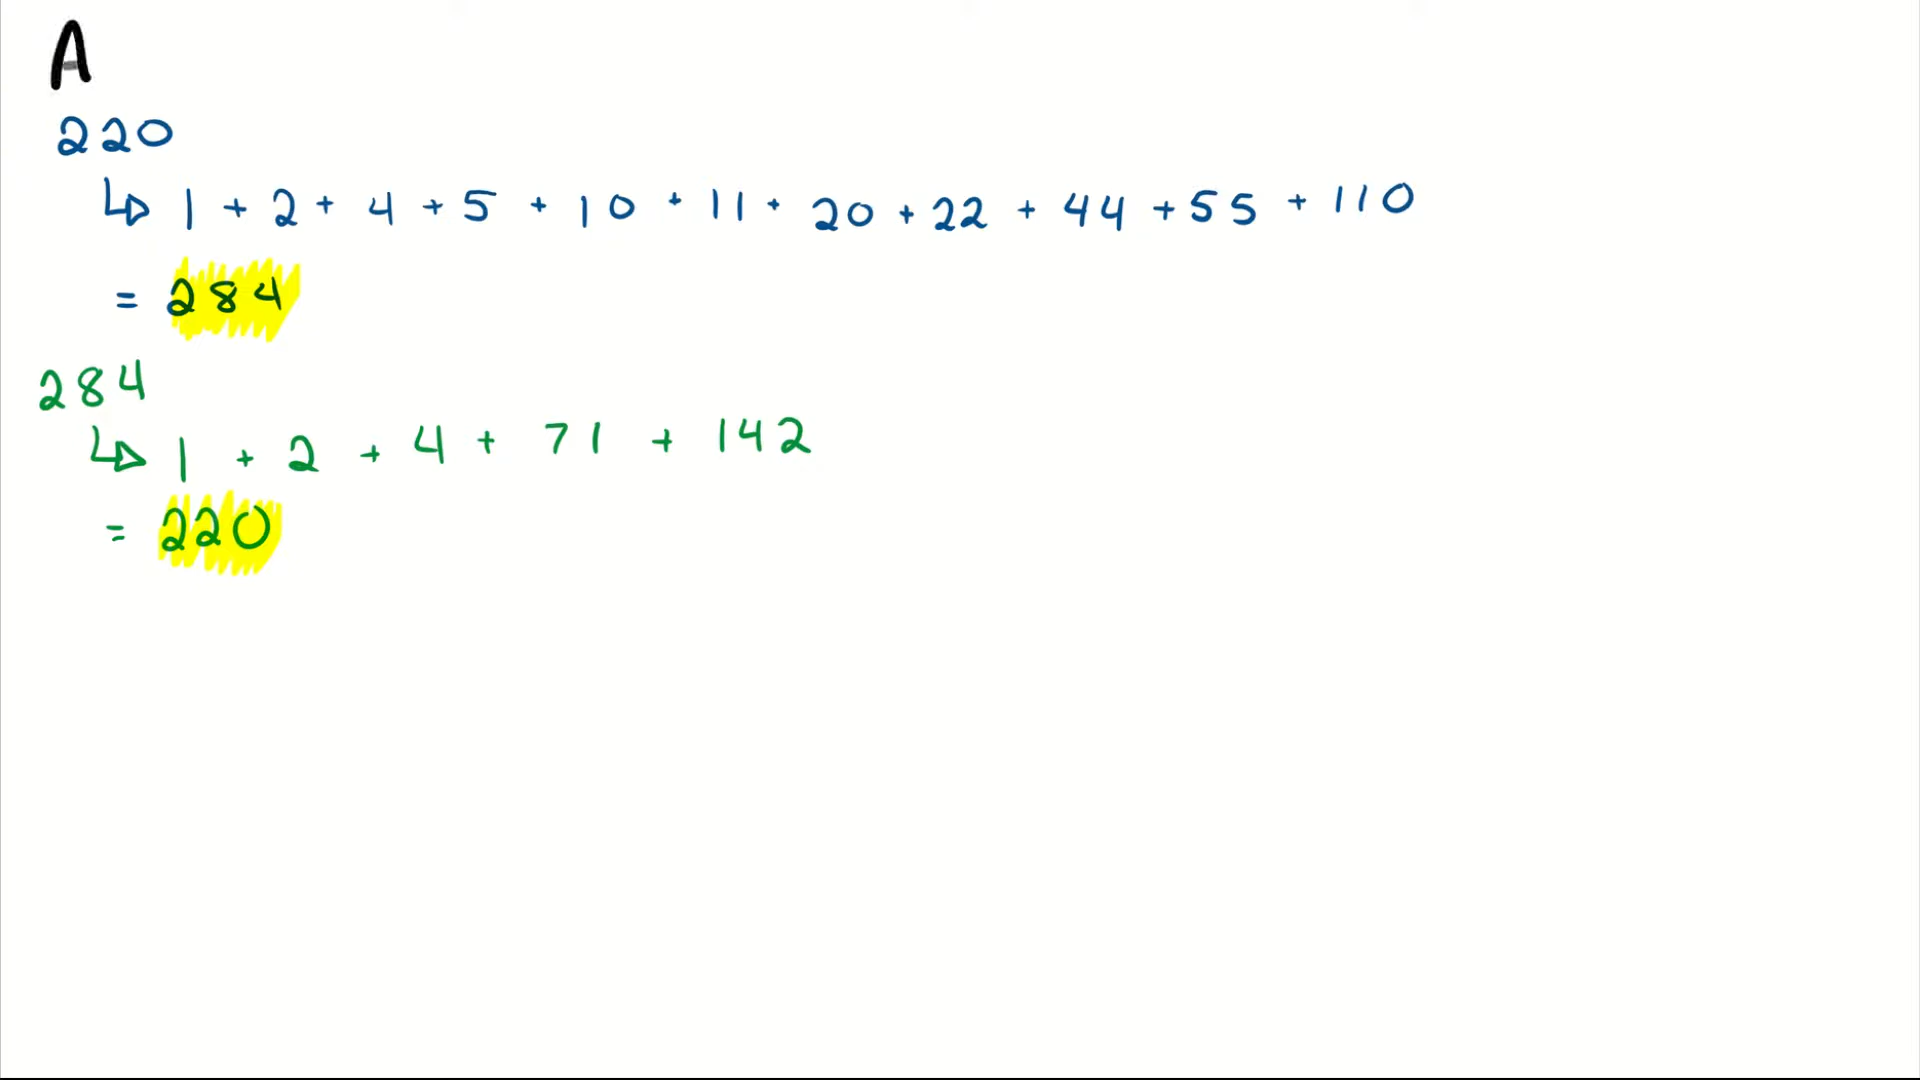 A
220
↳ 1 + 2 + 4 + 5 + 10 + 11 + 20 + 22 + 44 + 55 + 110
= 284
284
↳ 1 + 2 + 4 + 71 + 142
= 220